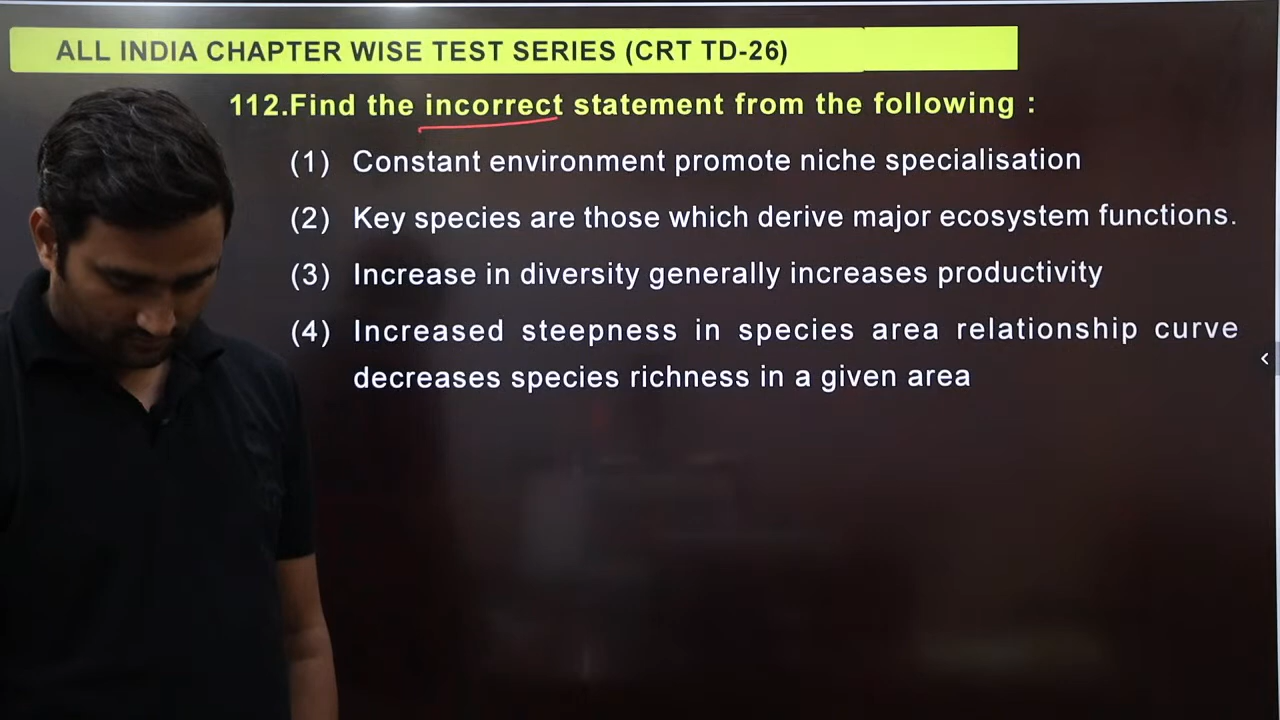 ALL INDIA CHAPTER WISE TEST SERIES (CRT TD-26)
112.Find the incorrect statement from the following :
(1) Constant environment promote niche specialisation
(2) Key species are those which derive major ecosystem functions.
(3) Increase in diversity generally increases productivity
(4) Increased steepness in species area relationship curve
decreases species richness in a given area